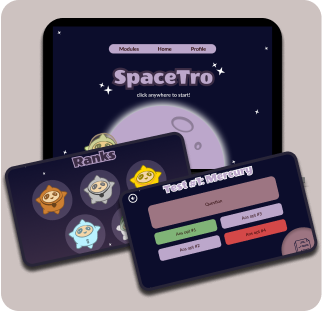 Modules Home Profile
SpaceTro
click anywhere to start!
Ranks
Test #1: Mercury
Question
Ans opt #1
Ans opt #3
Ans opt #2
Ans opt #4